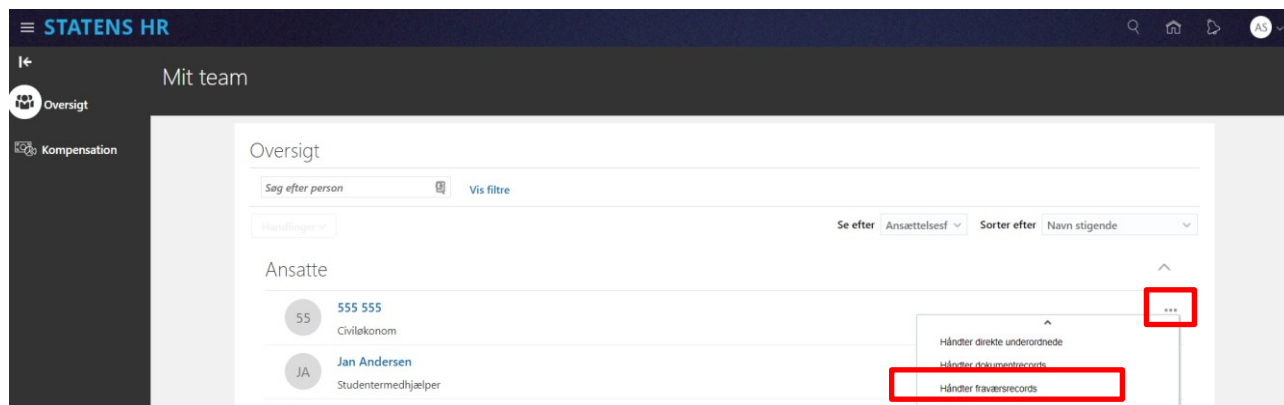 STATENS HR
AS
Mit team
Oversigt
Kompensation
Oversigt
Søg efter person
Vis filtre
Handlinger
Se efter Ansættelsesf Sorter efter Navn stigende
Ansatte
55
555 555
Civiløkonom
JA
Jan Andersen
Studentermedhjælper
Håndter direkte underordnede
Håndter dokumentrecords
Håndter fraværsrecords